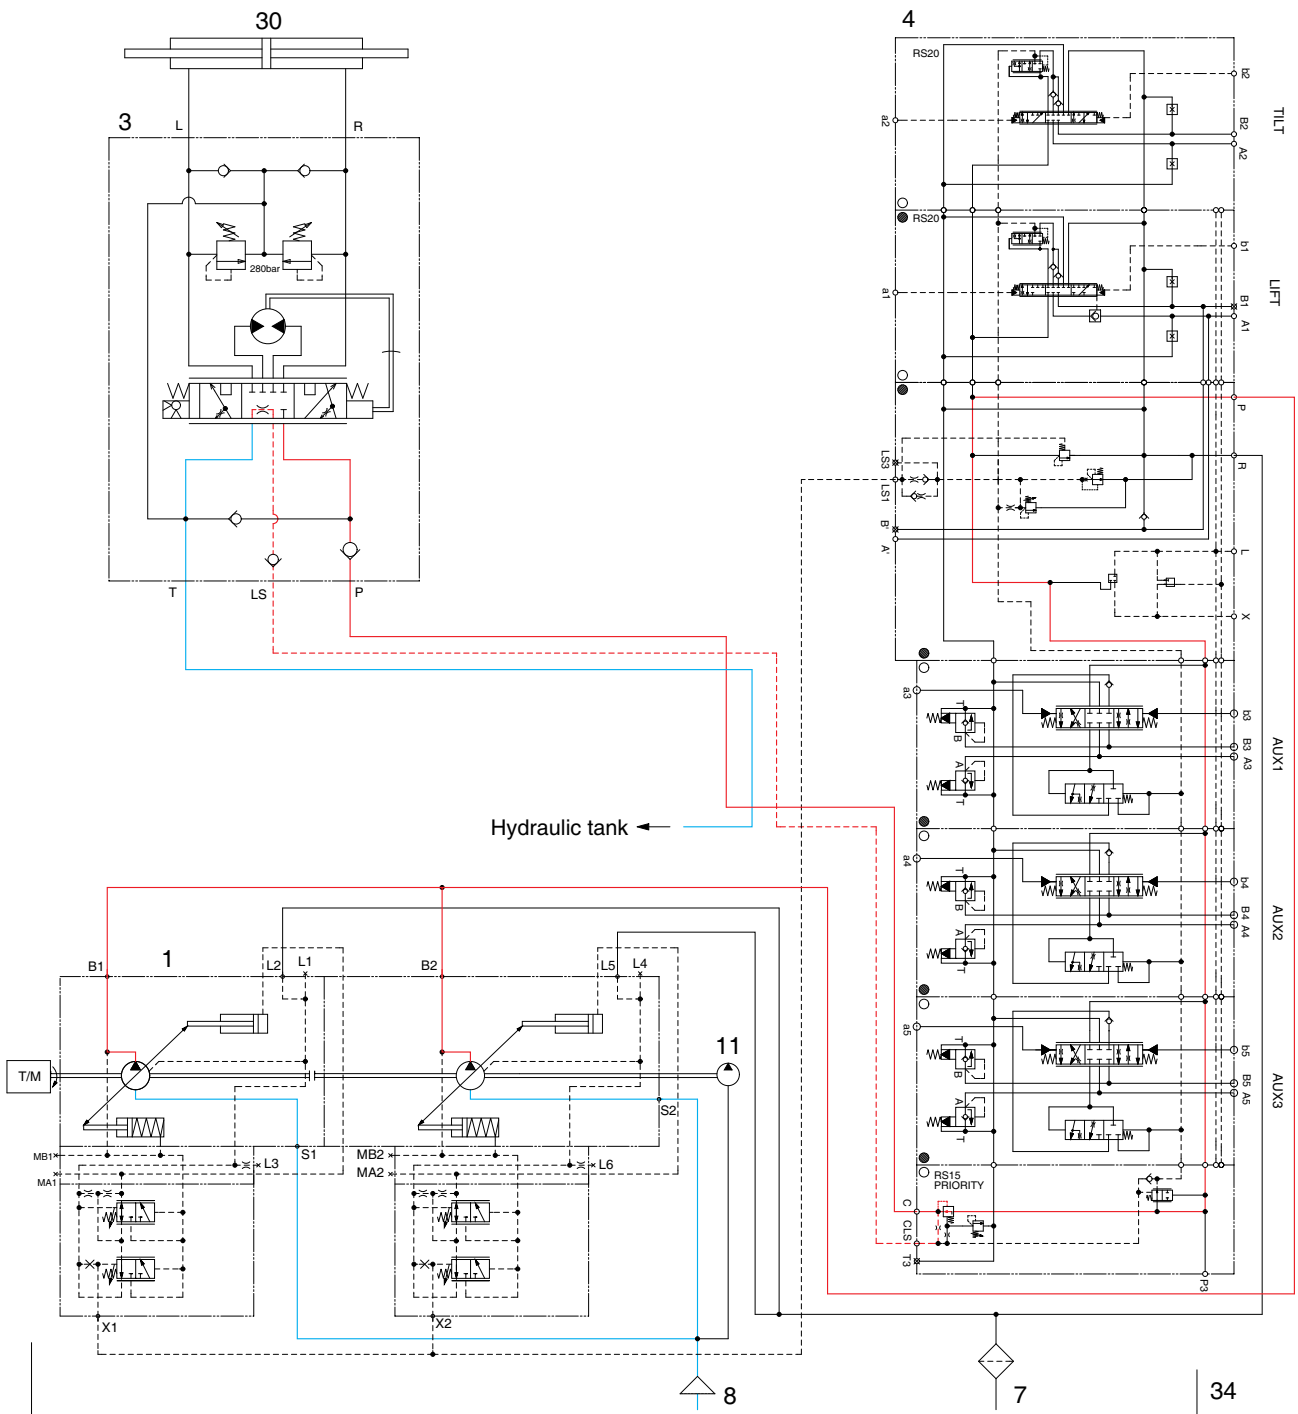 30
3
L
R
280bar
T
LS
P
4
RS20
a2
b2
B2
A2
TILT
RS20
a1
b1
B1
A1
LIFT
P
R
LS3
LS1
B'
A'
L
X
a3
T
B
A
T
b3
B3
A3
AUX1
a4
T
B
A
T
b4
B4
A4
AUX2
a5
T
B
A
T
b5
B5
A5
AUX3
RS15
PRIORITY
C
CLS
T3
P3
Hydraulic tank
1
B1
L2
L1
B2
L5
L4
T/M
11
S1
S2
MB1
MA1
L3
MB2
MA2
L6
X1
X2
8
7
34